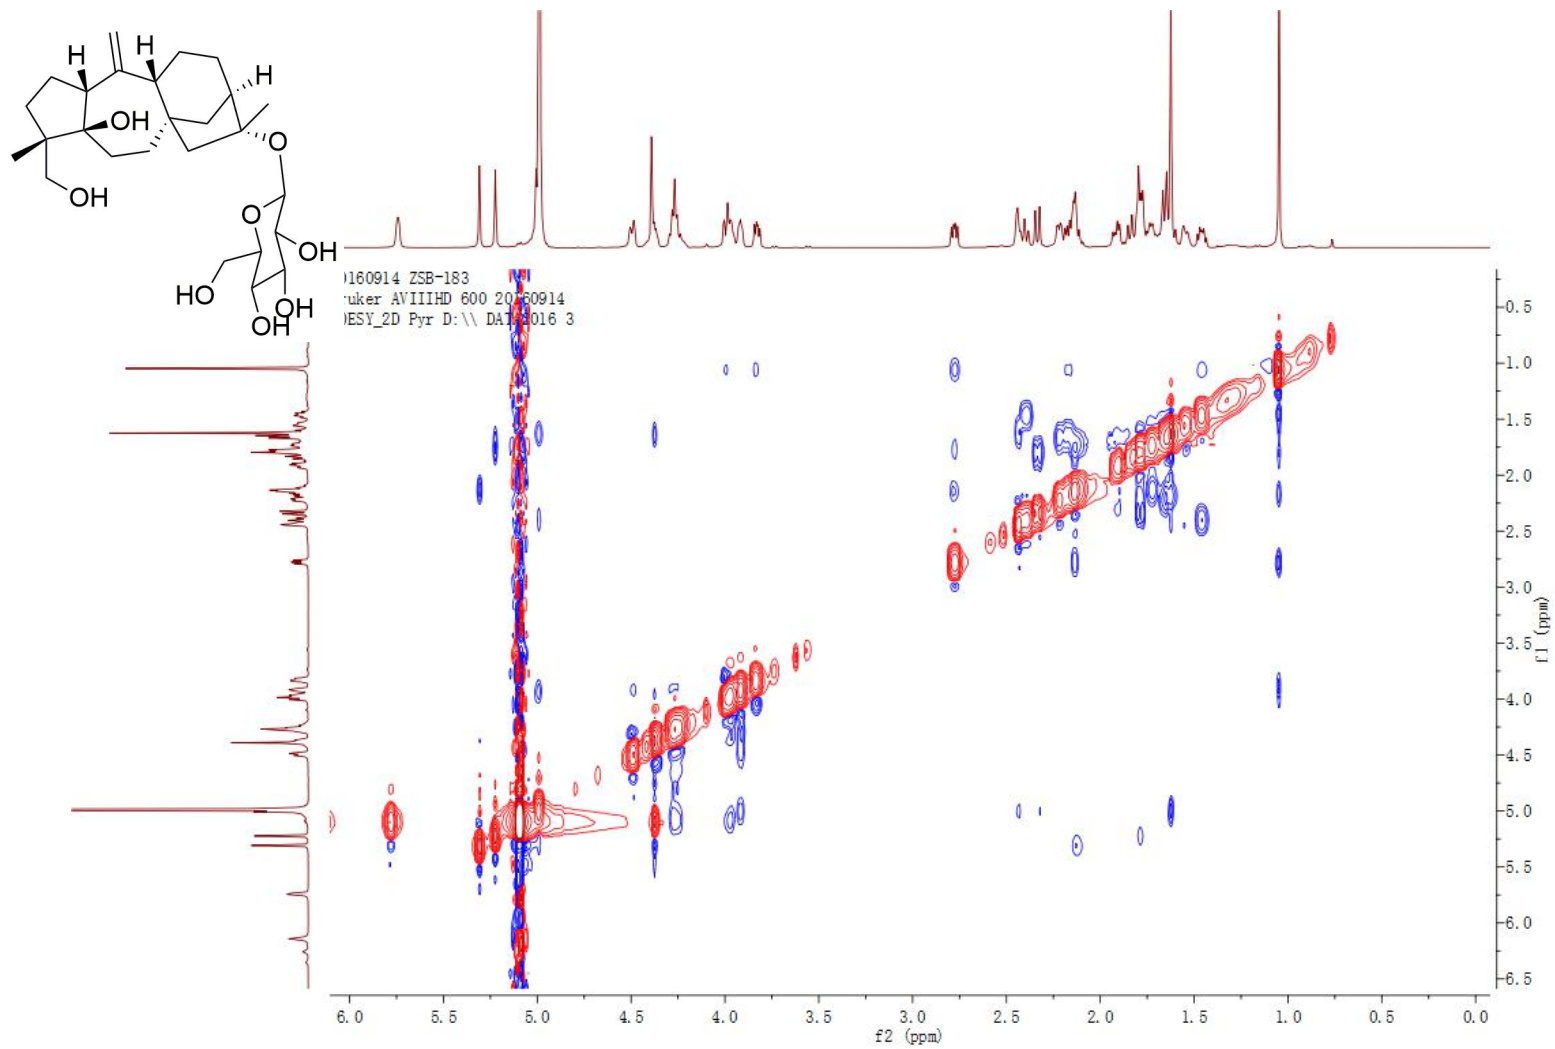 H
H
H
OH
O
OH
O
OH
HO
OH
OH
)160914 ZSB-183
ruker AVIIIHD 600 20160914
)ESY_2D Pyr D:\\ DATA2016 3
0.5
1.0
1.5
2.0
2.5
3.0
3.5
4.0
4.5
5.0
5.5
6.0
6.5
f1 (ppm)
6.0 5.5 5.0 4.5 4.0 3.5 3.0 2.5 2.0 1.5 1.0 0.5 0.0
f2 (ppm)